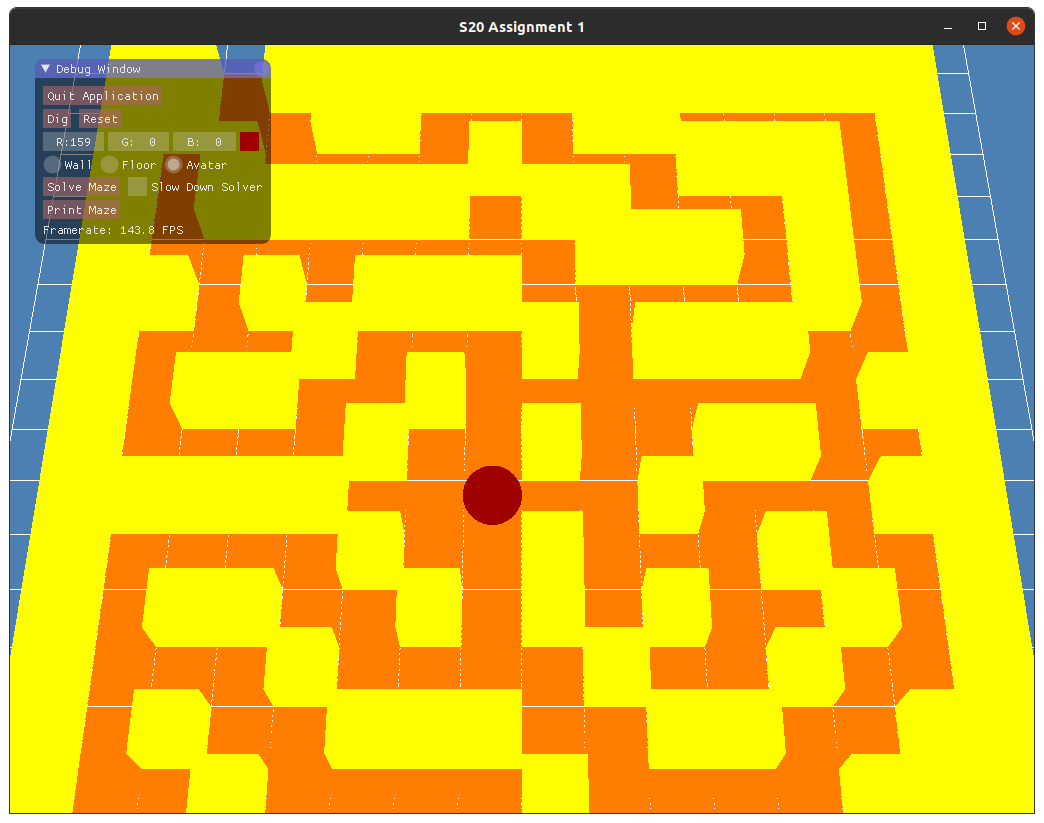 S20 Assignment 1
Debug Window
Quit Application
Dig Reset
R:159 G: 0 B: 0
Wall Floor Avatar
Solve Maze Slow Down Solver
Print Maze
Framerate: 143.8 FPS